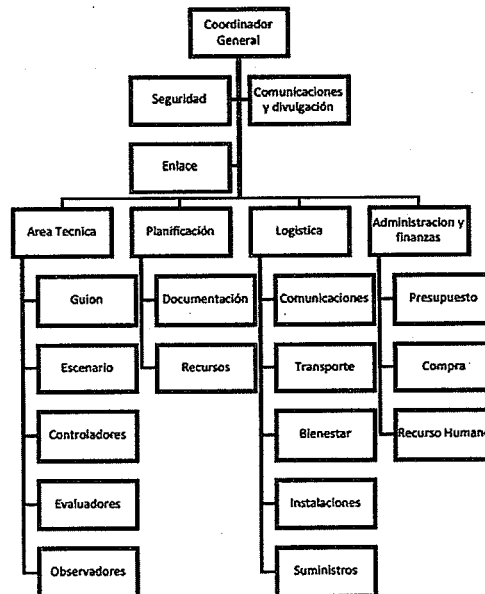 Coordinador
General
Seguridad
Comunicaciones
y divulgación
Enlace
Area Tecnica
Planificación
Logistica
Administracion y
finanzas
Guion
Documentación
Comunicaciones
Presupuesto
Escenario
Recursos
Transporte
Compra
Controladores
Bienestar
Recurso Human
Evaluadores
Instalaciones
Observadores
Suministros